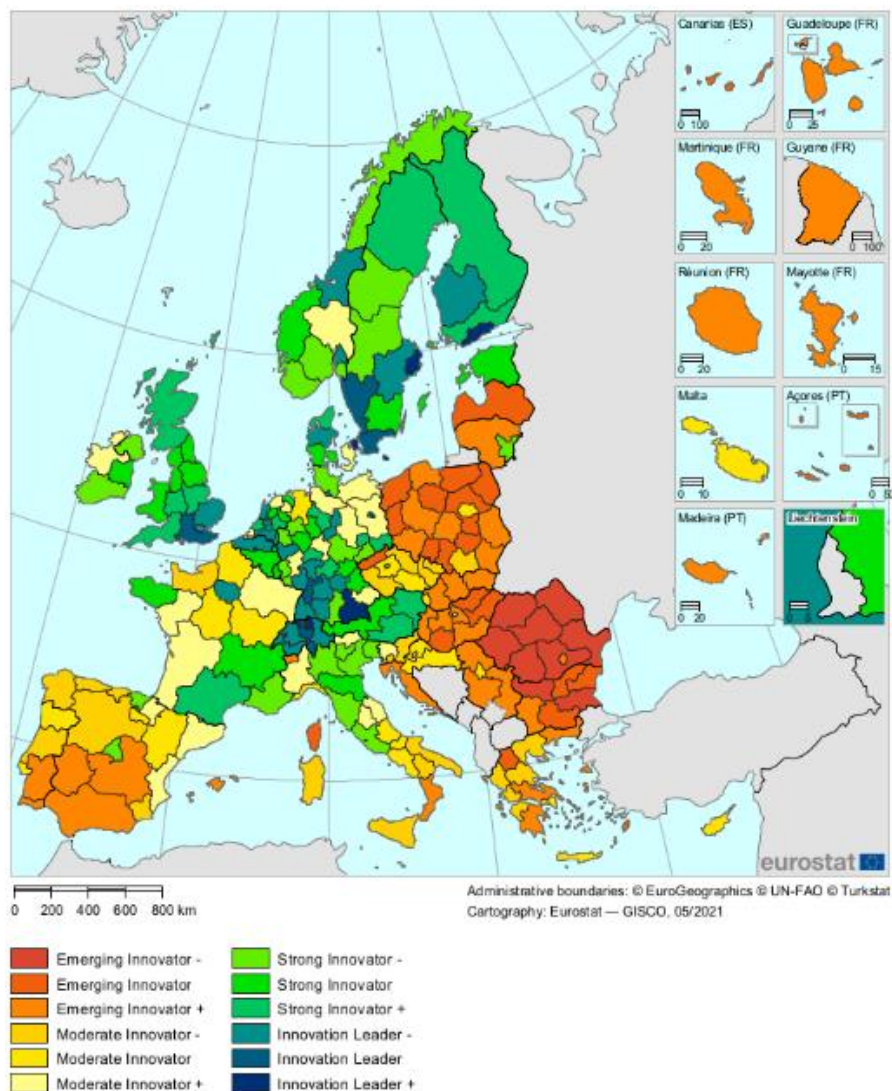 Canarias (ES)
0 100
Guadeloupe (FR)
0 25
Martinique (FR)
0 20
Guyane (FR)
0 100
Réunion (FR)
0 20
Mayotte (FR)
0 15
Malta
0 10
Açores (PT)
0
Madeira (PT)
0 20
Liechtenstein
0
eurostat
Administrative boundaries: © EuroGeographics © UN-FAO © Turkstat
Cartography: Eurostat — GISCO, 05/2021
0 200 400 600 800 km
Emerging Innovator -
Emerging Innovator
Emerging Innovator +
Moderate Innovator -
Moderate Innovator
Moderate Innovator +
Strong Innovator -
Strong Innovator
Strong Innovator +
Innovation Leader -
Innovation Leader
Innovation Leader +